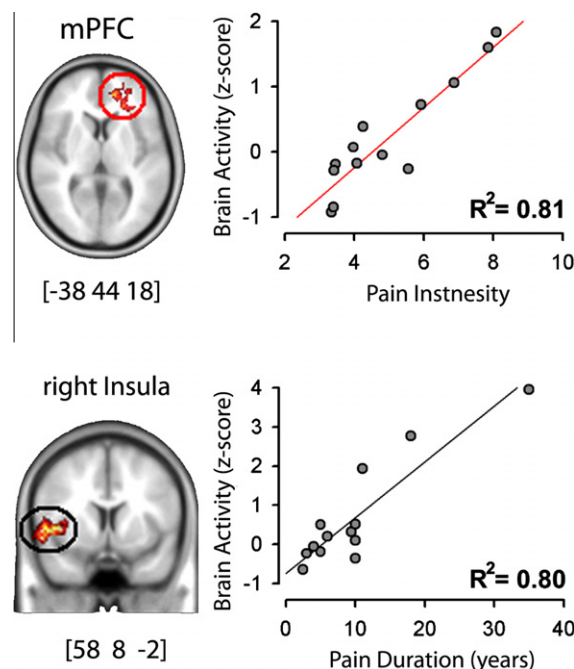 mPFC
[-38 44 18]
Brain Activity (z-score)
2
1
0
-1
R²= 0.81
2 4 6 8 10
Pain Instnesity
right Insula
[58 8 -2]
Brain Activity (z-score)
4
3
2
1
0
-1
R²= 0.80
0 10 20 30 40
Pain Duration (years)